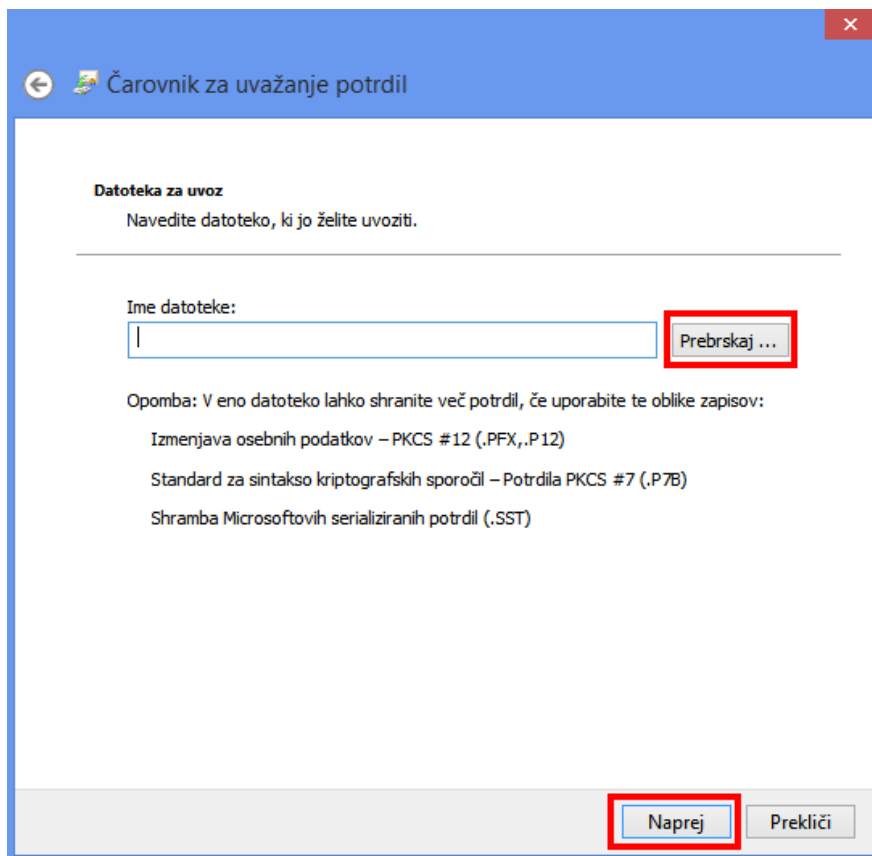 Čarovnik za uvažanje potrdil
Datoteka za uvoz
Navedite datoteko, ki jo želite uvoziti.
Ime datoteke:
Prebrskaj ...
Opomba: V eno datoteko lahko shranite več potrdil, če uporabite te oblike zapisov:
Izmenjava osebnih podatkov – PKCS #12 (.PFX,.P12)
Standard za sintakso kriptografskih sporočil – Potrdila PKCS #7 (.P7B)
Shramba Microsoftovih serializiranih potrdil (.SST)
Naprej
Prekliči